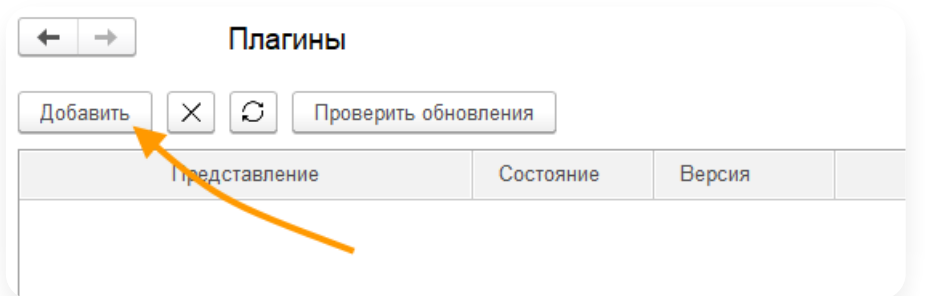 Плагины
Добавить Проверить обновления
Представление Состояние Версия